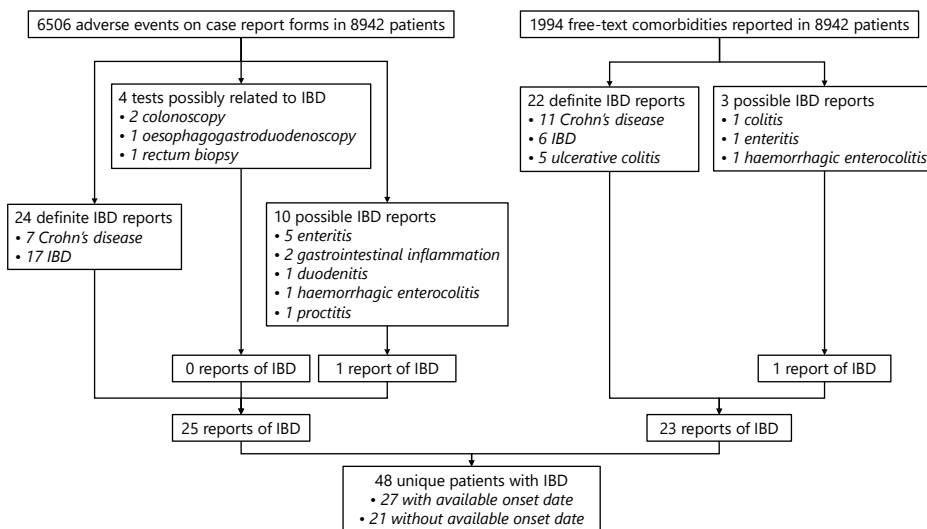 6506 adverse events on case report forms in 8942 patients
4 tests possibly related to IBD
• 2 colonoscopy
• 1 oesophagogastroduodenoscopy
• 1 rectum biopsy
24 definite IBD reports
• 7 Crohn's disease
• 17 IBD
10 possible IBD reports
• 5 enteritis
• 2 gastrointestinal inflammation
• 1 duodenitis
• 1 haemorrhagic enterocolitis
• 1 proctitis
0 reports of IBD
1 report of IBD
25 reports of IBD
1994 free-text comorbidities reported in 8942 patients
22 definite IBD reports
• 11 Crohn's disease
• 6 IBD
• 5 ulcerative colitis
3 possible IBD reports
• 1 colitis
• 1 enteritis
• 1 haemorrhagic enterocolitis
1 report of IBD
23 reports of IBD
48 unique patients with IBD
• 27 with available onset date
• 21 without available onset date